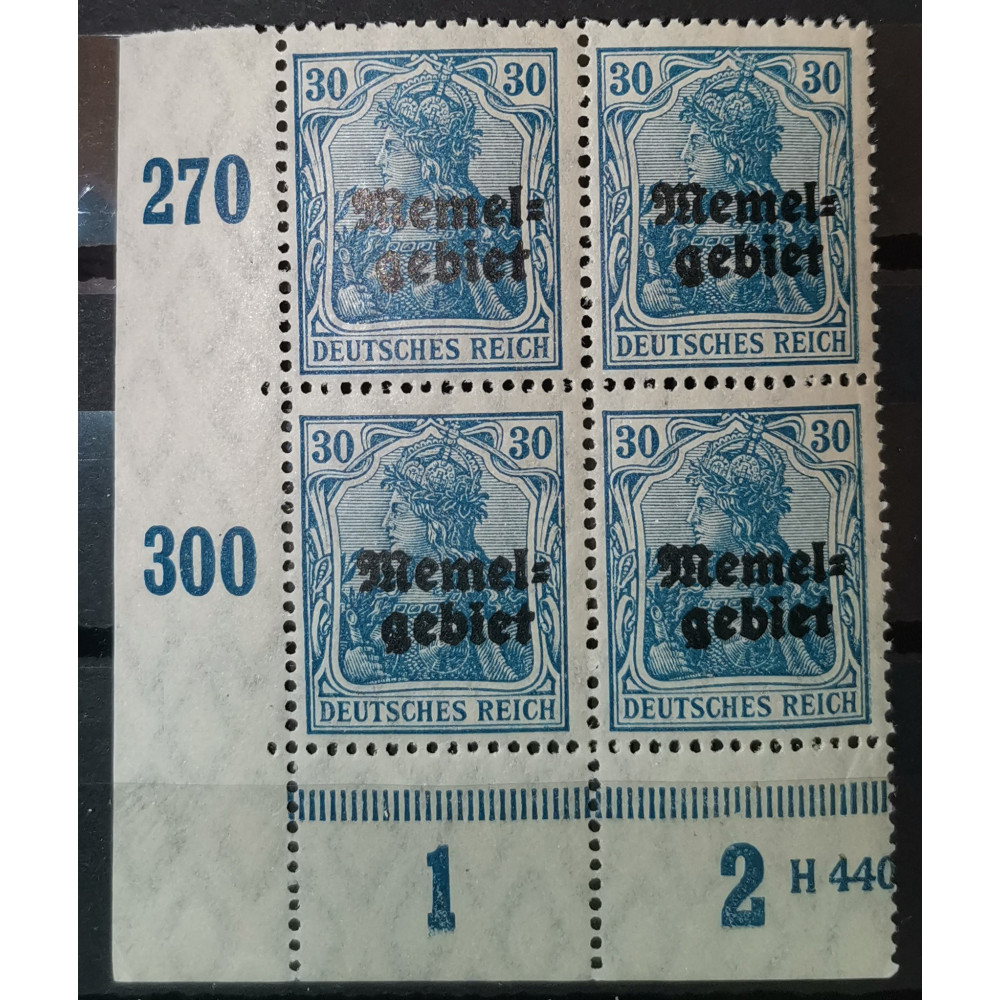 30 30 30 30
270 Memel= Memel=
gebiet gebiet
DEUTSCHES REICH DEUTSCHES REICH
30 30 30 30
300 Memel= Memel=
gebiet gebiet
DEUTSCHES REICH DEUTSCHES REICH
1 2 H 440